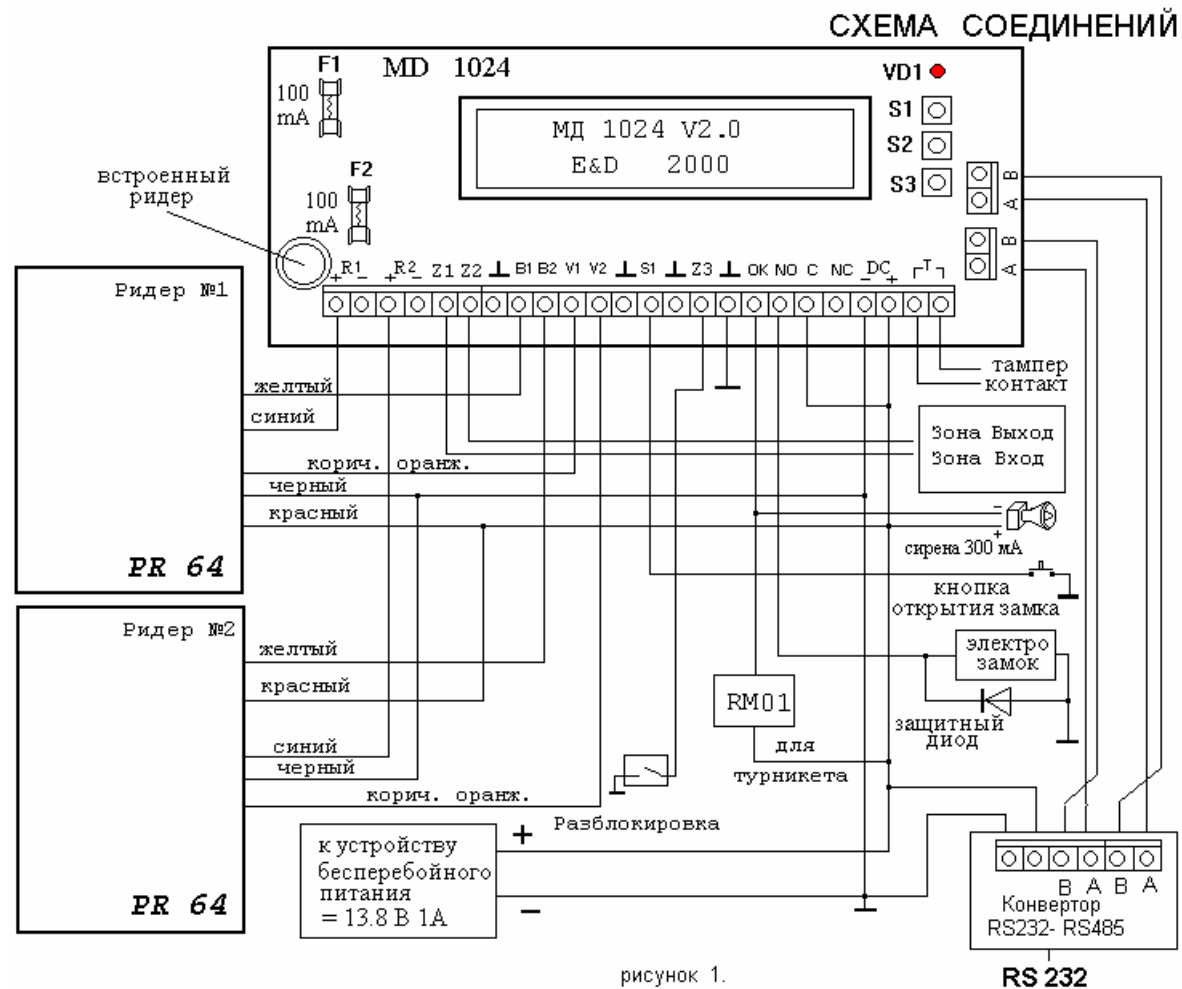 СХЕМА СОЕДИНЕНИЙ
F1
MD 1024
VD1
100
mA
S1
МД 1024 V2.0
E&D 2000
S2
F2
S3
B
A
встроенный
ридер
100
mA
B
A
+R1- +R2- Z1 Z2 ⊥ B1 B2 V1 V2 ⊥ S1 ⊥ Z3 ⊥ OK NO C NC -DC+ T
Ридер №1
тампер
контакт
желтый
синий
Зона Выход
Зона Вход
корич. оранж.
черный
красный
-
+
сирена 300 мА
PR 64
кнопка
открытия замка
Ридер №2
желтый
электро
замок
красный
RM01
защитный
диод
синий
черный
для
турникета
корич. оранж.
Разблокировка
+
к устройству
бесперебойного
питания
= 13.8 В 1А
-
PR 64
B A B A
Конвертор
RS232- RS485
RS 232
рисунок 1.